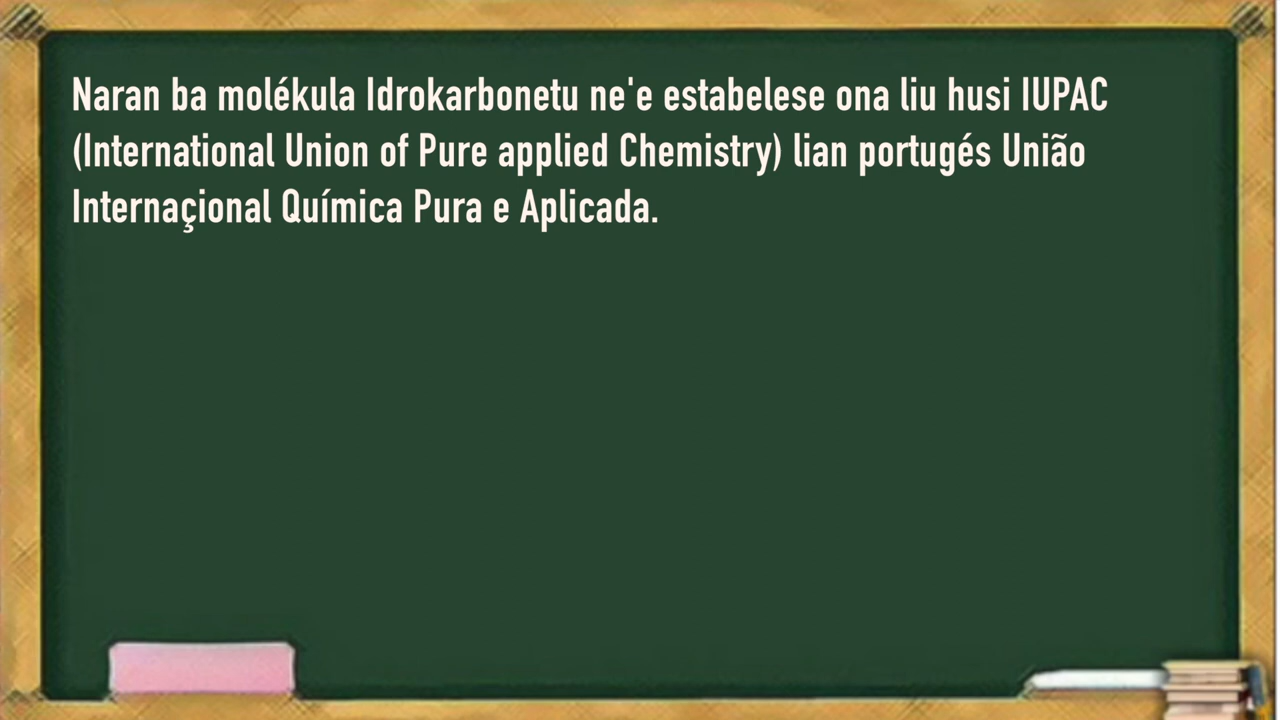 Naran ba molékula Idrokarbonetu ne'e estabelese ona liu husi IUPAC
(International Union of Pure applied Chemistry) lian portugés União
Internaçional Química Pura e Aplicada.